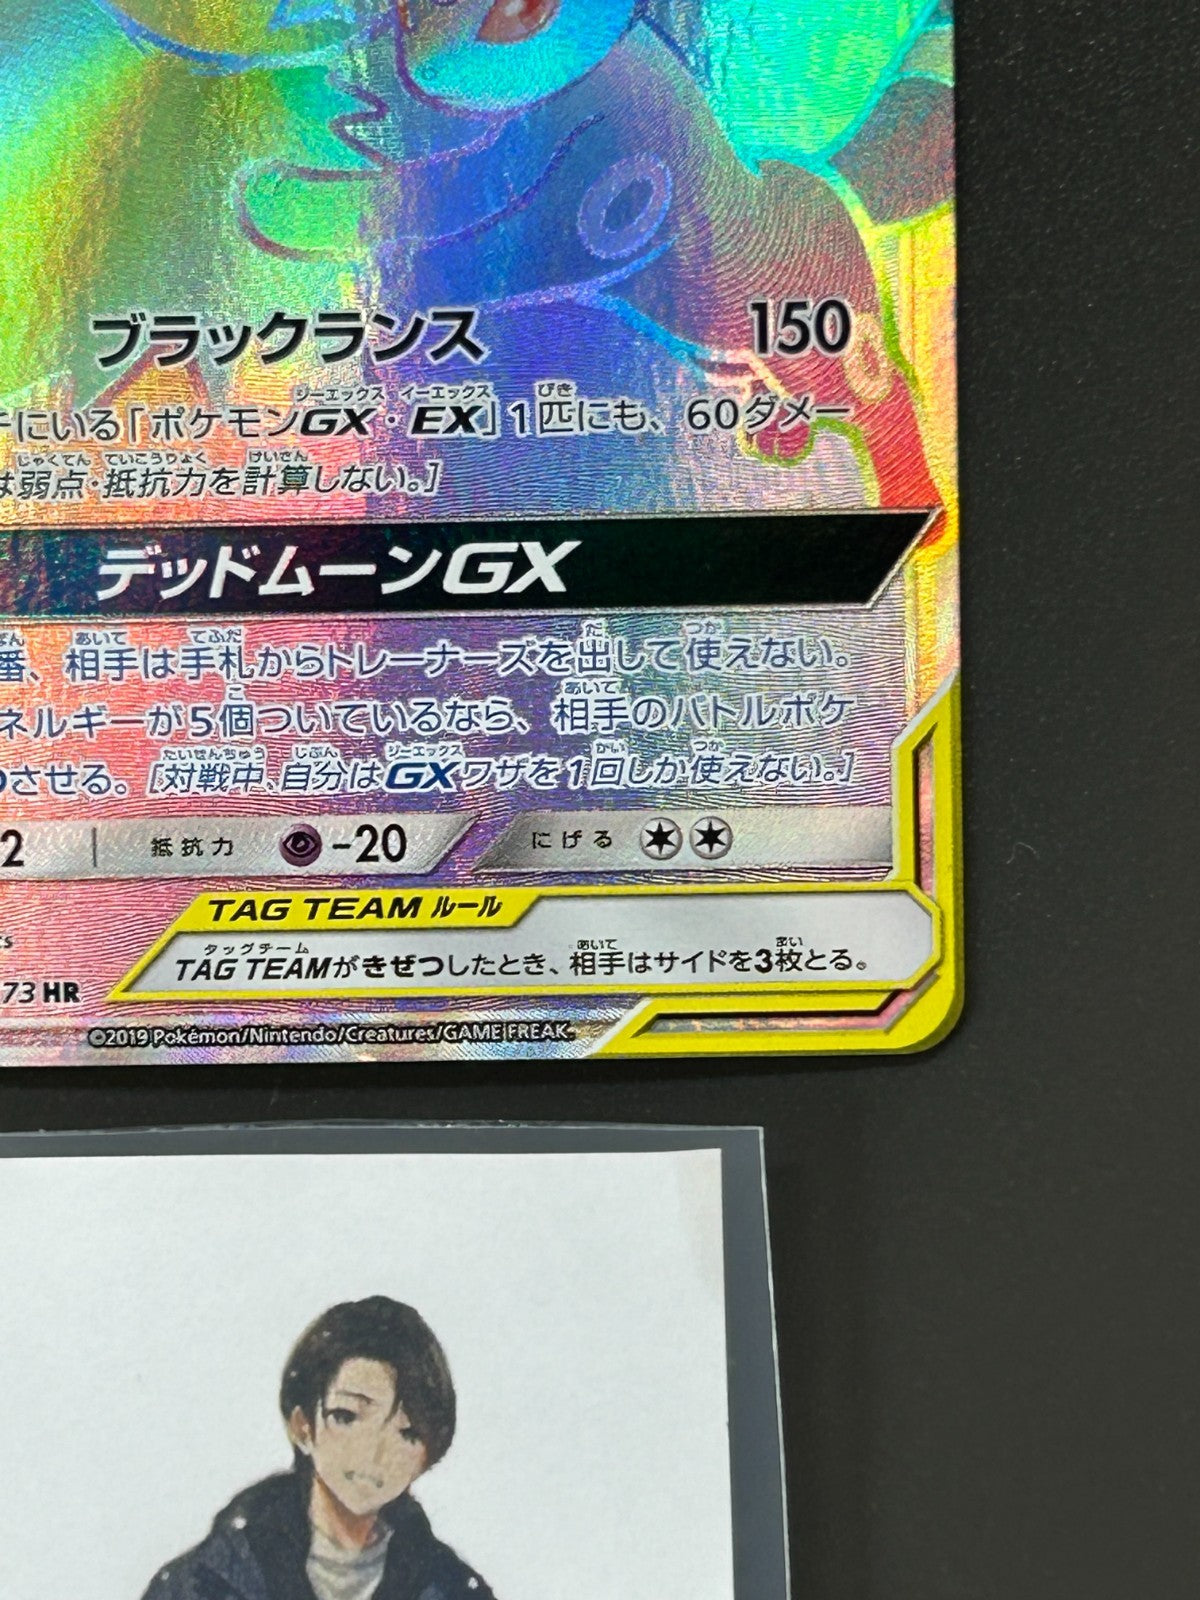 ブラックランス 150
にいる「ポケモンGX・EX」1匹にも、60ダメー
は弱点・抵抗力を計算しない。]
デッドムーンGX
番、相手は手札からトレーナーズを出して使えない。
ネルギーが5個ついているなら、相手のバトルポケ
させる。[対戦中、自分はGXワザを1回しか使えない。]
2 抵抗力 -20 にげる
TAG TEAM ルール
TAG TEAMがきぜつしたとき、相手はサイドを3枚とる。
73 HR
©2019 Pokémon/Nintendo/Creatures/GAME FREAK.